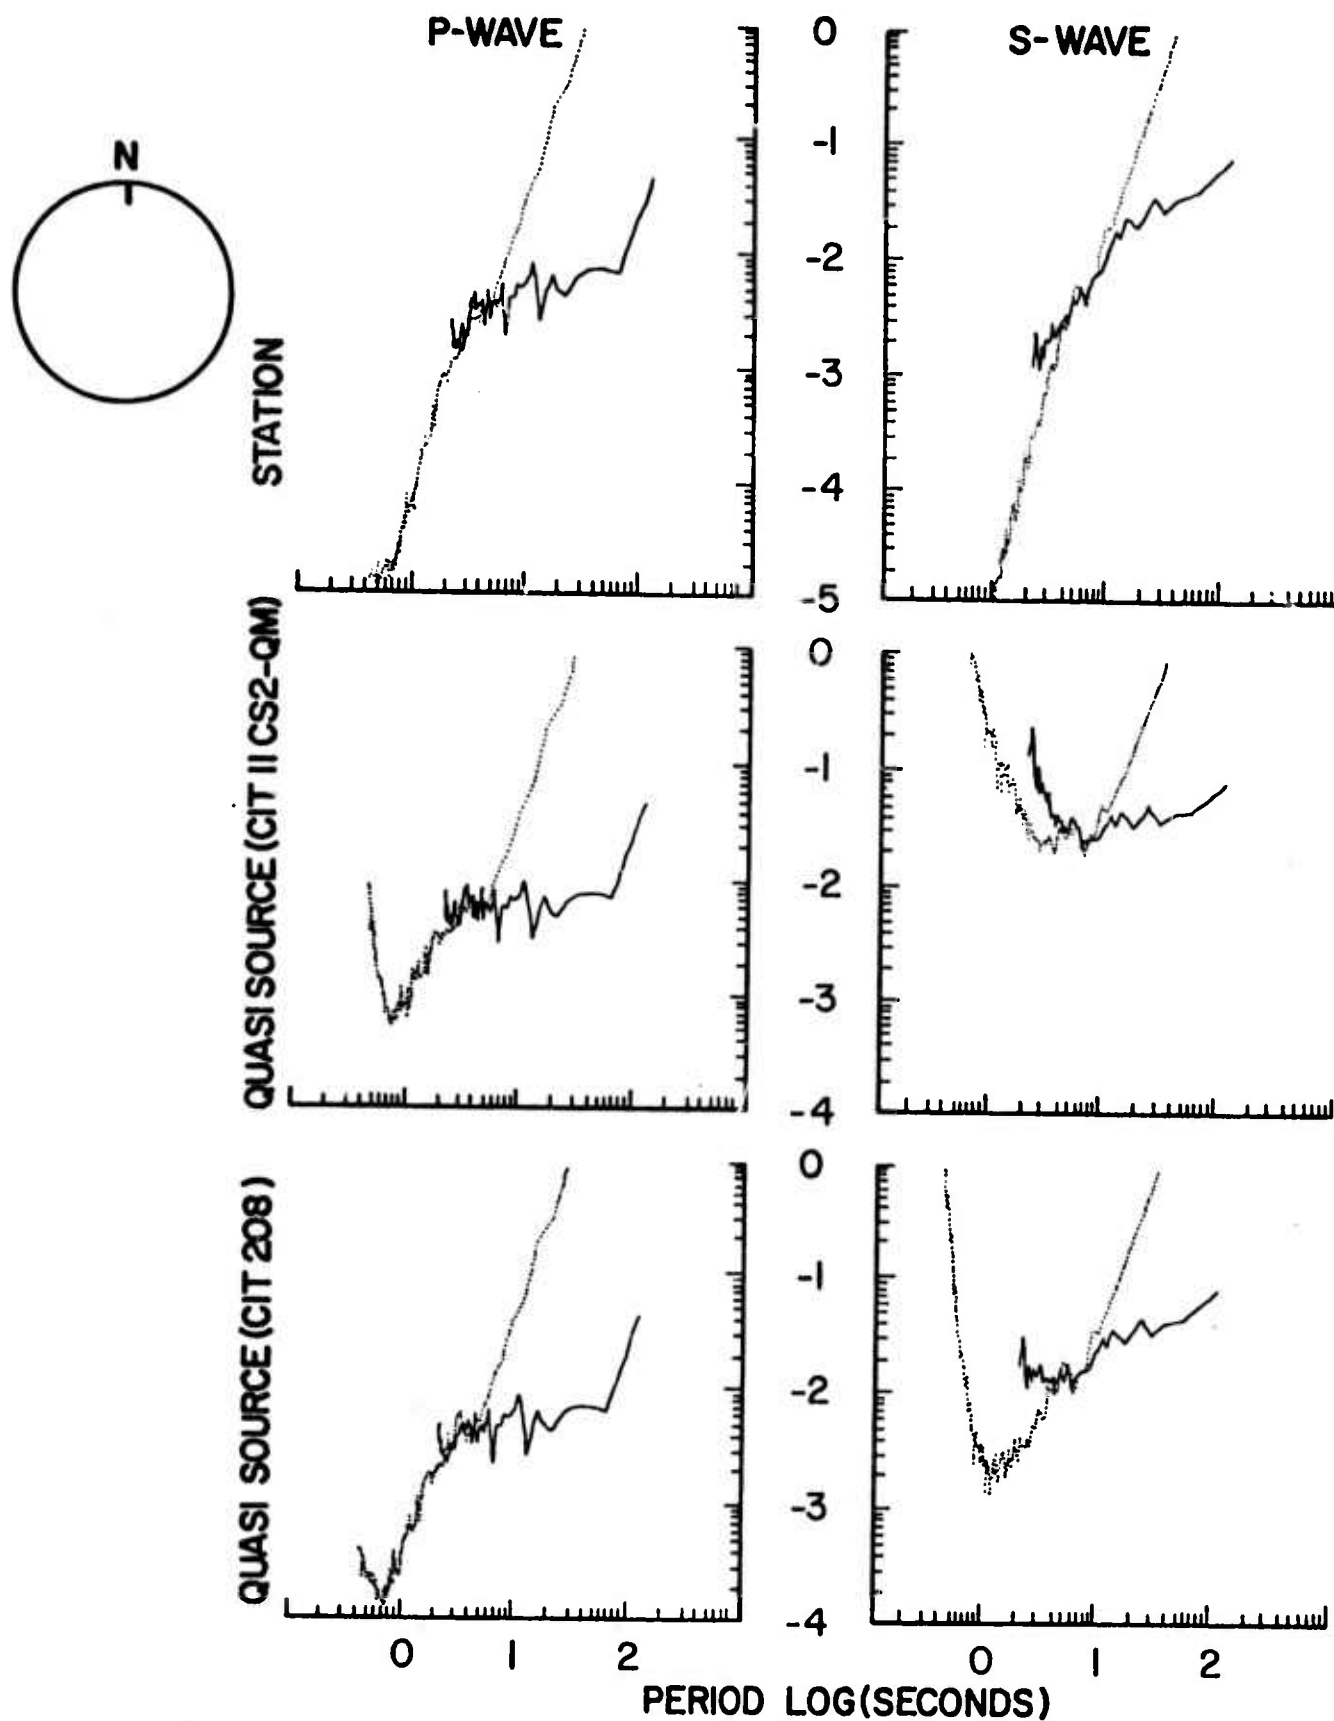 P-WAVE
S-WAVE
N
STATION
0
-1
-2
-3
-4
-5
QUASI SOURCE (CIT II CS2-QM)
0
-1
-2
-3
-4
QUASI SOURCE (CIT 208)
0
-1
-2
-3
-4
0 1 2
0 1 2
PERIOD LOG (SECONDS)